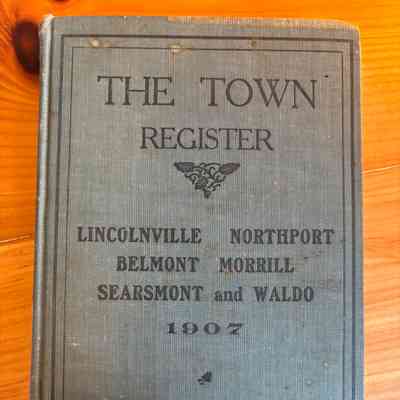 THE TOWN
REGISTER
LINCOLNVILLE NORTHPORT
BELMONT MORRILL
SEARSMONT and WALDO
1907